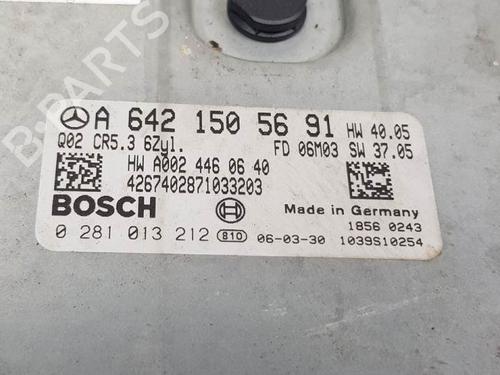 A 642 150 56 91 HW 40.05
Q02 CR5.3 6Zyl. FD 06M03 SW 37.05
HW A002 446 06 40
4267402871033203
BOSCH Made in Germany
1856 0243
0 281 013 212 810 06-03-30 1039S10254
B-PARTS